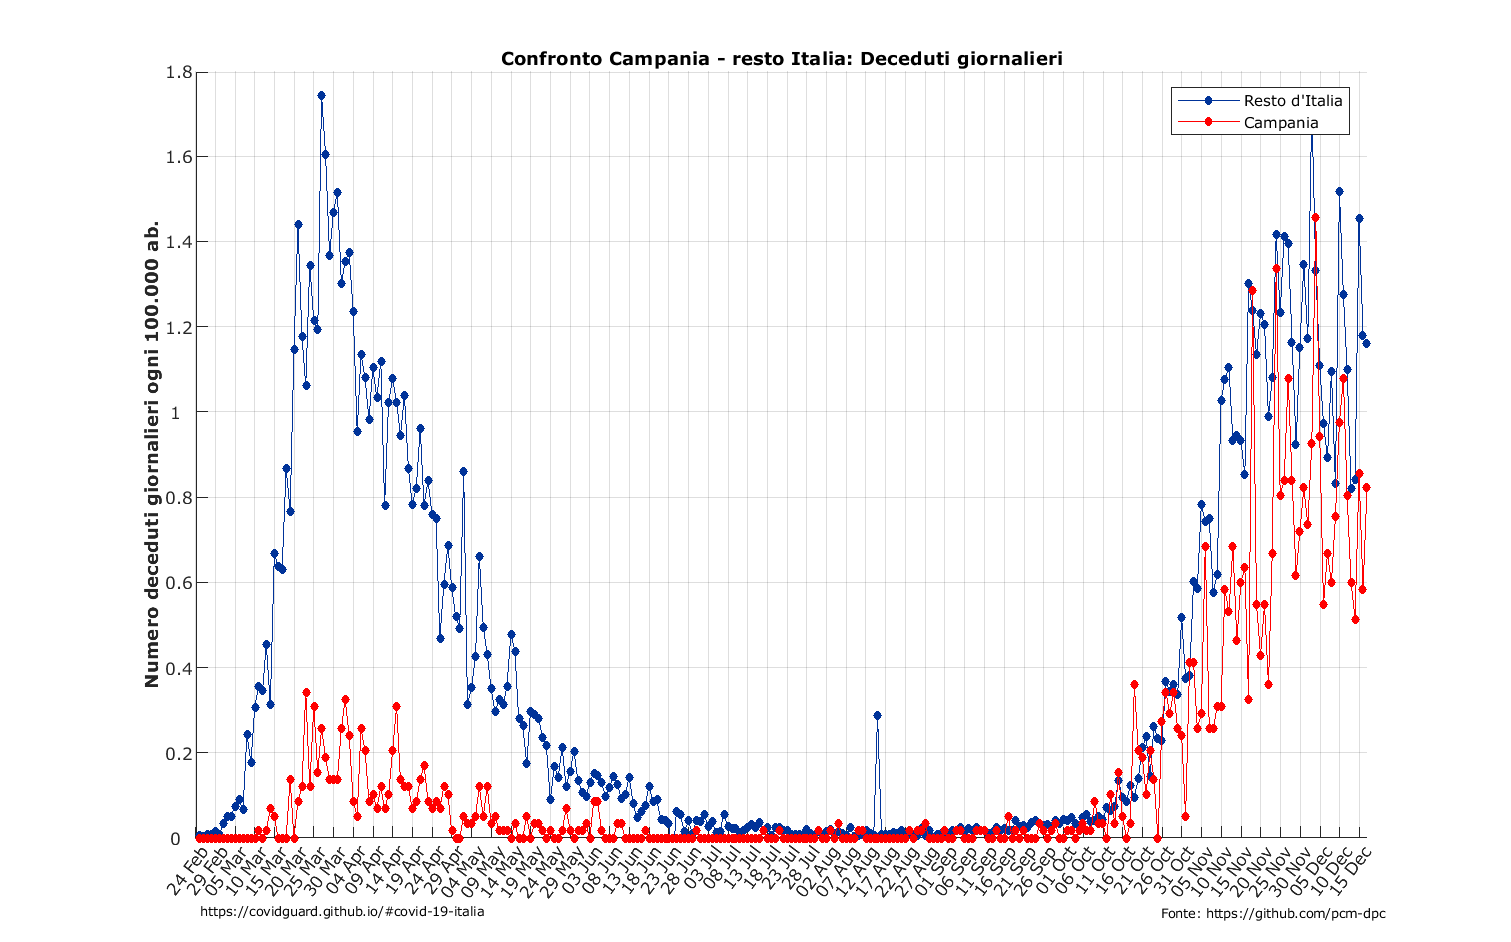 Confronto Campania - resto Italia: Deceduti giornalieri
Resto d'Italia
Campania
Numero deceduti giornalieri ogni 100.000 ab.
1.8
1.6
1.4
1.2
1
0.8
0.6
0.4
0.2
0
24 Feb
29 Feb
05 Mar
10 Mar
15 Mar
20 Mar
25 Mar
30 Mar
04 Apr
09 Apr
14 Apr
19 Apr
24 Apr
29 Apr
04 May
09 May
14 May
19 May
24 May
29 May
03 Jun
08 Jun
13 Jun
18 Jun
23 Jun
28 Jun
03 Jul
08 Jul
13 Jul
18 Jul
23 Jul
28 Jul
02 Aug
07 Aug
12 Aug
17 Aug
22 Aug
27 Aug
01 Sep
06 Sep
11 Sep
16 Sep
21 Sep
26 Sep
01 Oct
06 Oct
11 Oct
16 Oct
21 Oct
26 Oct
31 Oct
05 Nov
10 Nov
15 Nov
20 Nov
25 Nov
30 Nov
05 Dec
10 Dec
15 Dec
https://covidguard.github.io/#covid-19-italia
Fonte: https://github.com/pcm-dpc